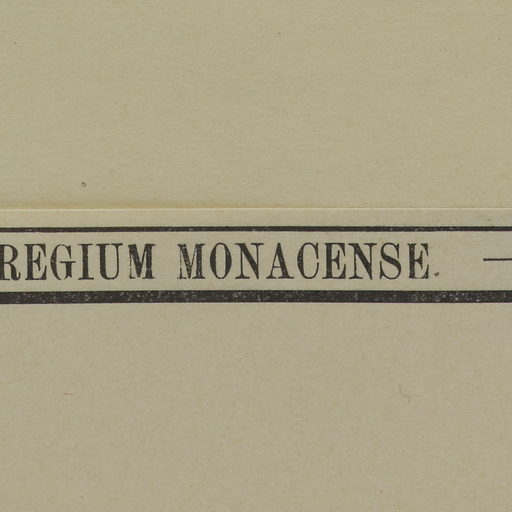 REGIUM MONACENSE. —